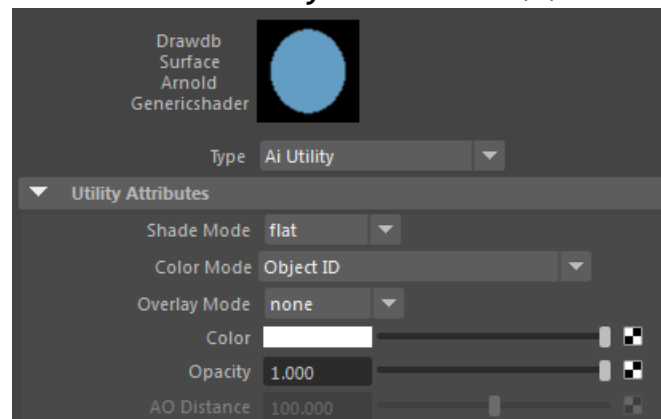 Drawdb
Surface
Arnold
Genericshader
Type Ai Utility
Utility Attributes
Shade Mode flat
Color Mode Object ID
Overlay Mode none
Color
Opacity 1.000
AO Distance 100.000